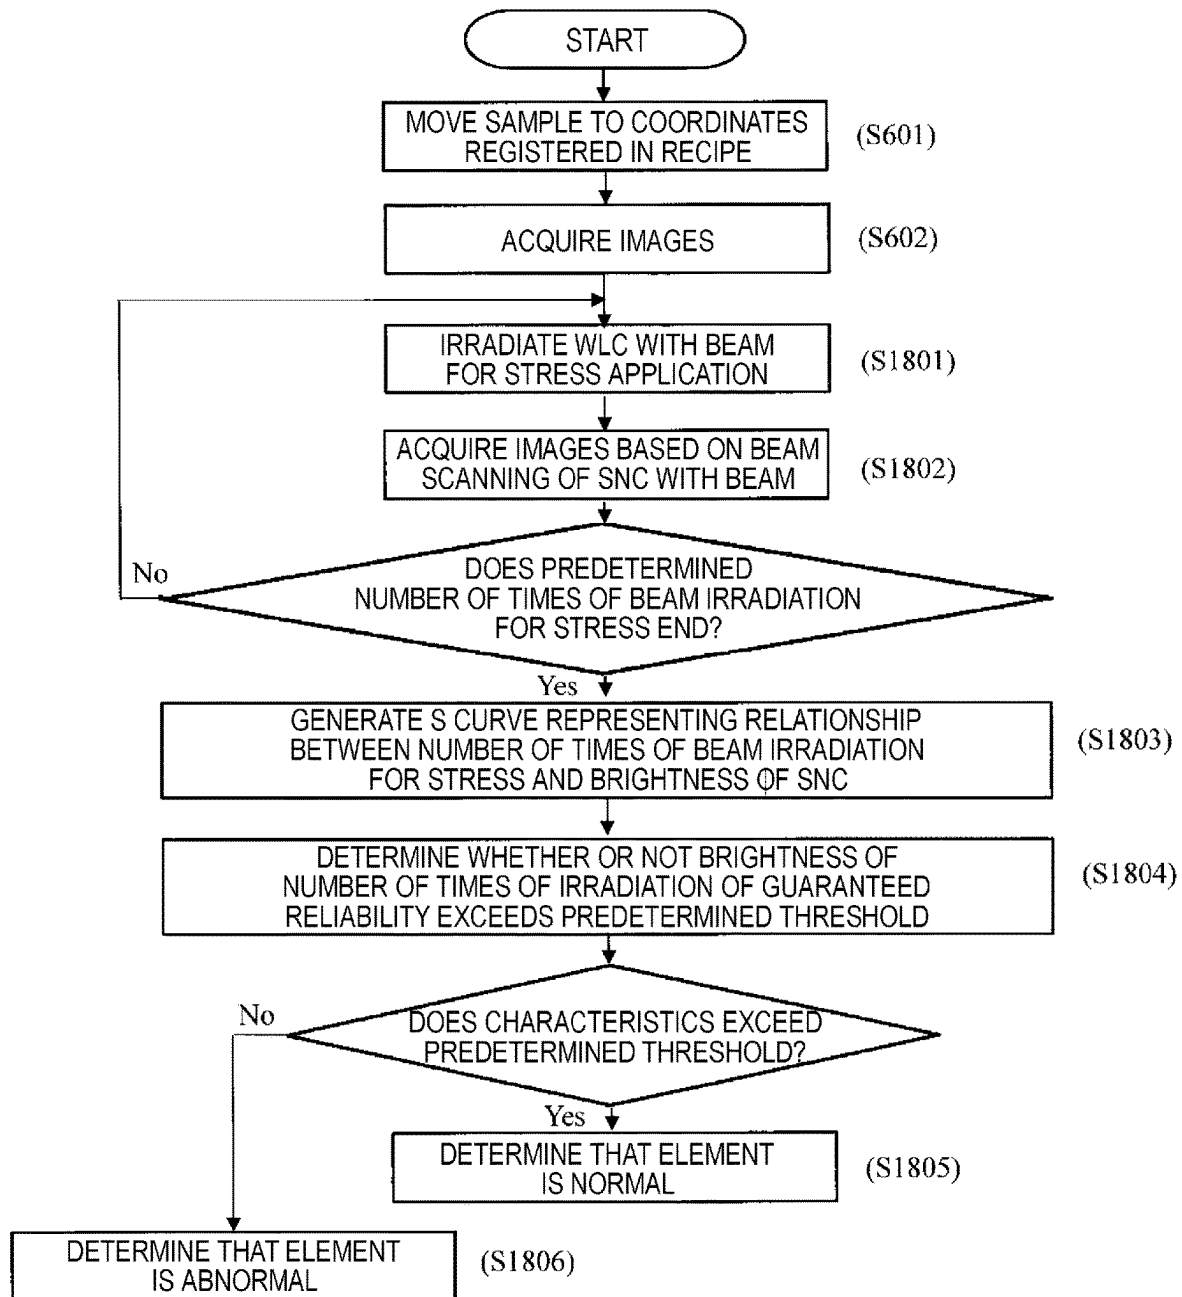 START
MOVE SAMPLE TO COORDINATES
REGISTERED IN RECIPE
(S601)
ACQUIRE IMAGES
(S602)
IRRADIATE WLC WITH BEAM
FOR STRESS APPLICATION
(S1801)
ACQUIRE IMAGES BASED ON BEAM
SCANNING OF SNC WITH BEAM
(S1802)
DOES PREDETERMINED
NUMBER OF TIMES OF BEAM IRRADIATION
FOR STRESS END?
No
Yes
GENERATE S CURVE REPRESENTING RELATIONSHIP
BETWEEN NUMBER OF TIMES OF BEAM IRRADIATION
FOR STRESS AND BRIGHTNESS OF SNC
(S1803)
DETERMINE WHETHER OR NOT BRIGHTNESS OF
NUMBER OF TIMES OF IRRADIATION OF GUARANTEED
RELIABILITY EXCEEDS PREDETERMINED THRESHOLD
(S1804)
DOES CHARACTERISTICS EXCEED
PREDETERMINED THRESHOLD?
No
Yes
DETERMINE THAT ELEMENT
IS NORMAL
(S1805)
DETERMINE THAT ELEMENT
IS ABNORMAL
(S1806)